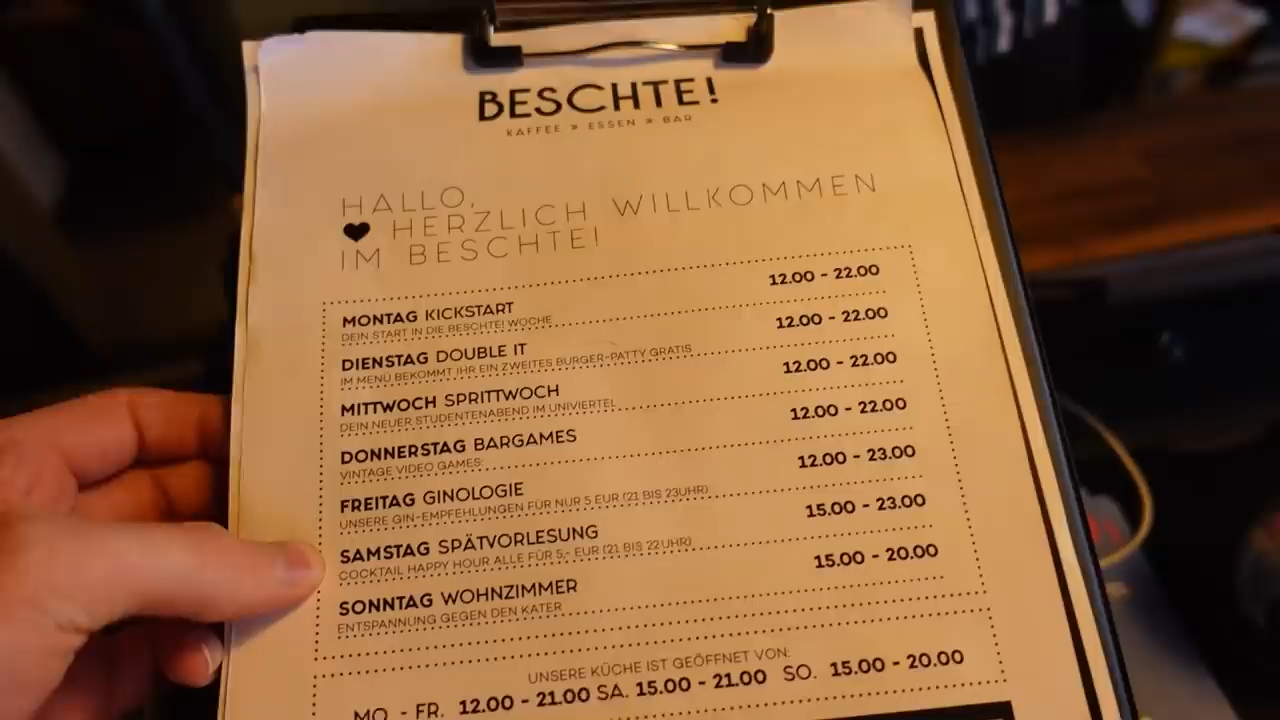 BESCHTE!
KAFFEE » ESSEN » BAR
HALLO,
♥ HERZLICH WILLKOMMEN
IM BESCHTE!
MONTAG KICKSTART 12.00 - 22.00
DEIN START IN DIE BESCHTE! WOCHE
DIENSTAG DOUBLE IT 12.00 - 22.00
IM MENÜ BEKOMMT IHR EIN ZWEITES BURGER-PATTY GRATIS
MITTWOCH SPRITTWOCH 12.00 - 22.00
DEIN NEUER STUDENTENABEND IM UNIVIERTEL
DONNERSTAG BARGAMES 12.00 - 22.00
VINTAGE VIDEO GAMES:
FREITAG GINOLOGIE 12.00 - 23.00
UNSERE GIN-EMPFEHLUNGEN FÜR NUR 5 EUR (21 BIS 23UHR)
SAMSTAG SPÄTVORLESUNG 15.00 - 23.00
COCKTAIL HAPPY HOUR ALLE FÜR 5,- EUR (21 BIS 22UHR)
SONNTAG WOHNZIMMER 15.00 - 20.00
ENTSPANNUNG GEGEN DEN KATER
UNSERE KÜCHE IST GEÖFFNET VON:
MO. - FR. 12.00 - 21.00 SA. 15.00 - 21.00 SO. 15.00 - 20.00